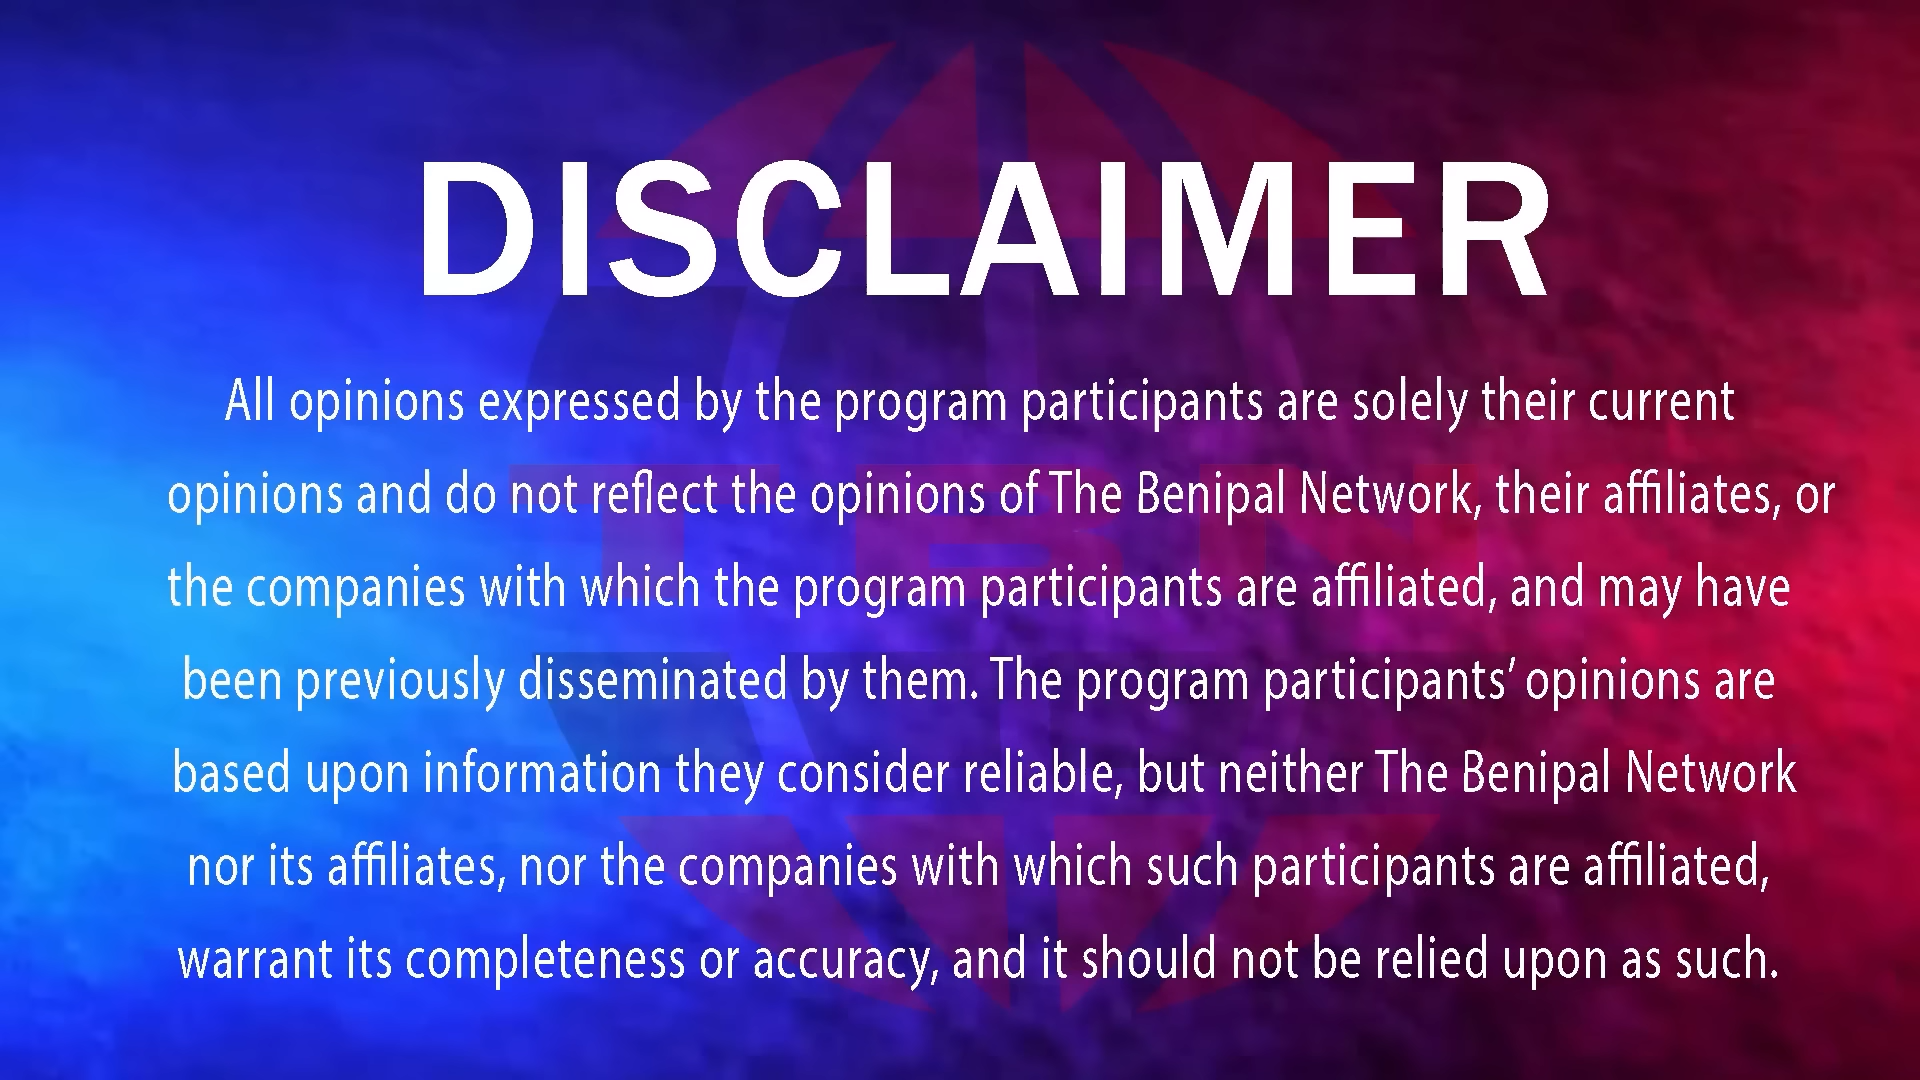 DISCLAIMER
All opinions expressed by the program participants are solely their current
opinions and do not reflect the opinions of The Benipal Network, their affiliates, or
the companies with which the program participants are affiliated, and may have
been previously disseminated by them. The program participants’ opinions are
based upon information they consider reliable, but neither The Benipal Network
nor its affiliates, nor the companies with which such participants are affiliated,
warrant its completeness or accuracy, and it should not be relied upon as such.
TBN